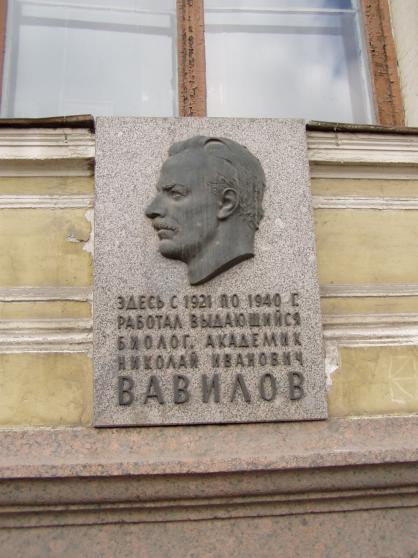 ЗДЕСЬ С 1921 ПО 1940 Г.
РАБОТАЛ ВЫДАЮЩИЙСЯ
БИОЛОГ, АКАДЕМИК
НИКОЛАЙ ИВАНОВИЧ
ВАВИЛОВ